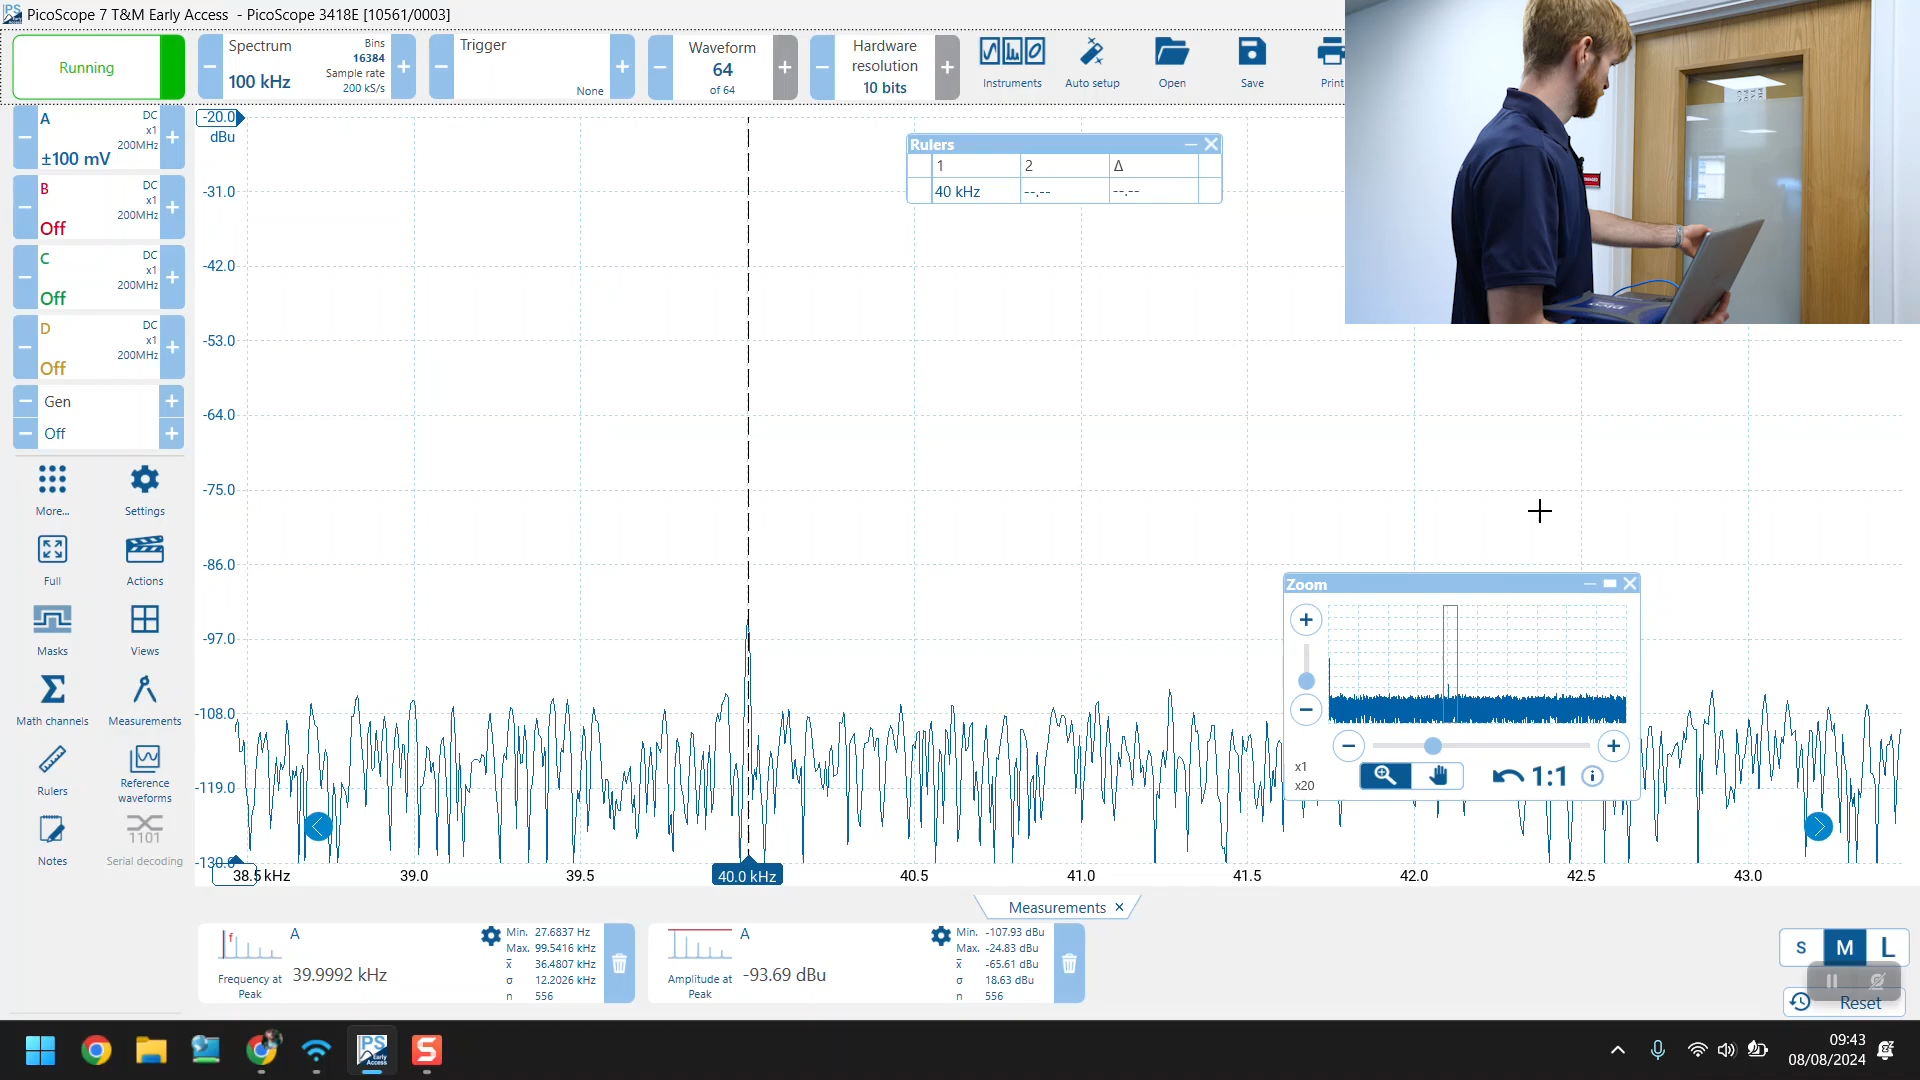 PicoScope 7 T&M Early Access - PicoScope 3418E [10561/0003]
Running
Spectrum
100 kHz
Bins
16384
Sample rate
200 kS/s
Trigger
None
Waveform
64
of 64
Hardware
resolution
10 bits
Instruments
Auto setup
Open
Save
Print
A
DC
x1
200MHz
±100 mV
B
DC
x1
200MHz
Off
C
DC
x1
200MHz
Off
D
DC
x1
200MHz
Off
Gen
Off
More...
Settings
Full
Actions
Masks
Views
Math channels
Measurements
Rulers
Reference
waveforms
Notes
1101
Serial decoding
-20.0
dBu
-31.0
-42.0
-53.0
-64.0
-75.0
-86.0
-97.0
-108.0
-119.0
-130.0
38.5 kHz
39.0
39.5
40.0 kHz
40.5
41.0
41.5
42.0
42.5
43.0
Rulers
1 2 Δ
40 kHz --.-- --.--
Zoom
x1
x20
1:1
Measurements ×
f
A
Frequency at
Peak
39.9992 kHz
Min. 27.6837 Hz
Max. 99.5416 kHz
x̄ 36.4807 kHz
σ 12.2026 kHz
n 556
A
Amplitude at
Peak
-93.69 dBu
Min. -107.93 dBu
Max. -24.83 dBu
x̄ -65.61 dBu
σ 18.63 dBu
n 556
S M L
Reset
PS
Early
Access
S
09:43
08/08/2024